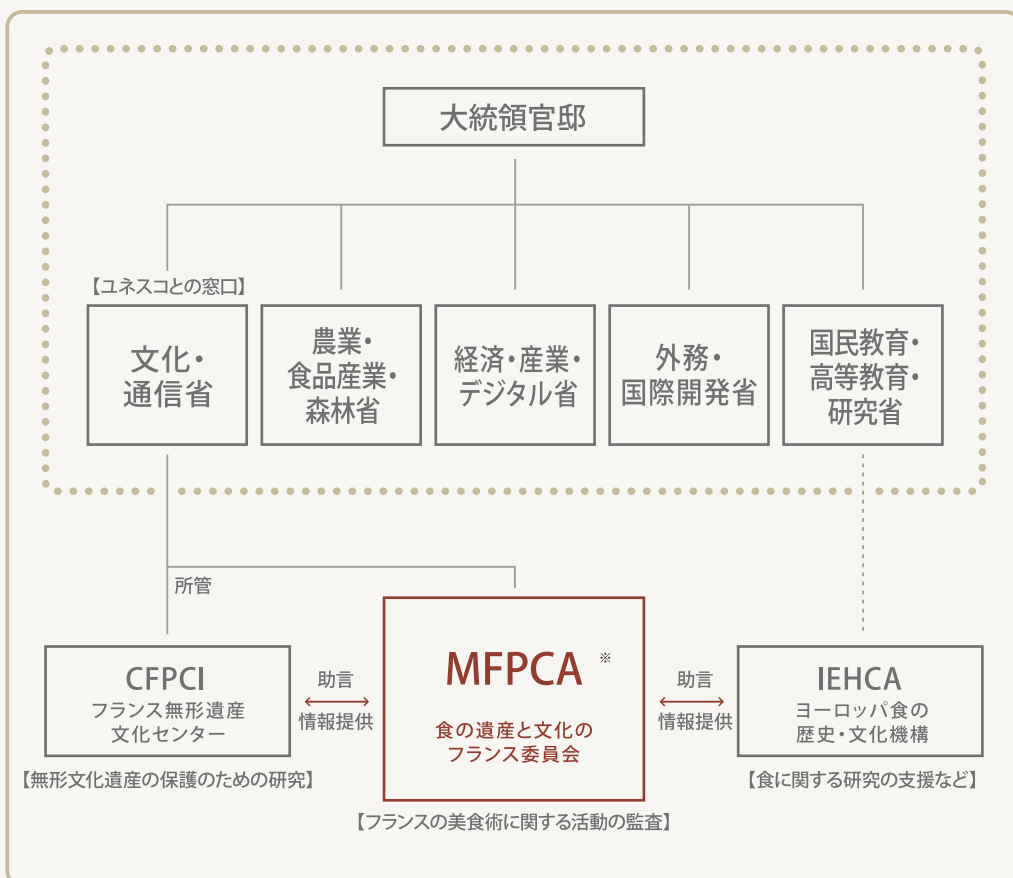 大統領官邸
【ユネスコとの窓口】
文化・
通信省
農業・
食品産業・
森林省
経済・産業・
デジタル省
外務・
国際開発省
国民教育・
高等教育・
研究省
所管
CFPCI
フランス無形遺産
文化センター
【無形文化遺産の保護のための研究】
助言
情報提供
MFPCA ※
食の遺産と文化の
フランス委員会
【フランスの美食術に関する活動の監査】
助言
情報提供
IEHCA
ヨーロッパ食の
歴史・文化機構
【食に関する研究の支援など】